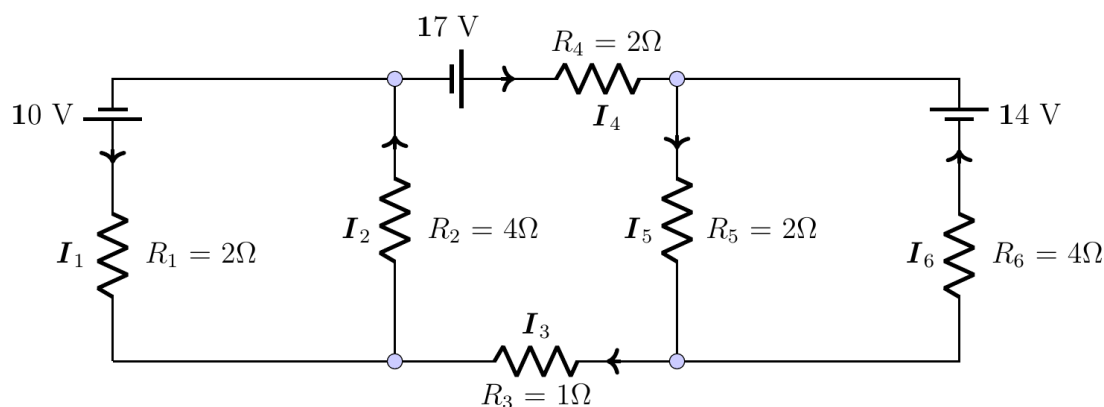 17 V
R₄ = 2Ω
10 V
I₄
14 V
I₁
R₁ = 2Ω
I₂
R₂ = 4Ω
I₅
R₅ = 2Ω
I₆
R₆ = 4Ω
I₃
R₃ = 1Ω